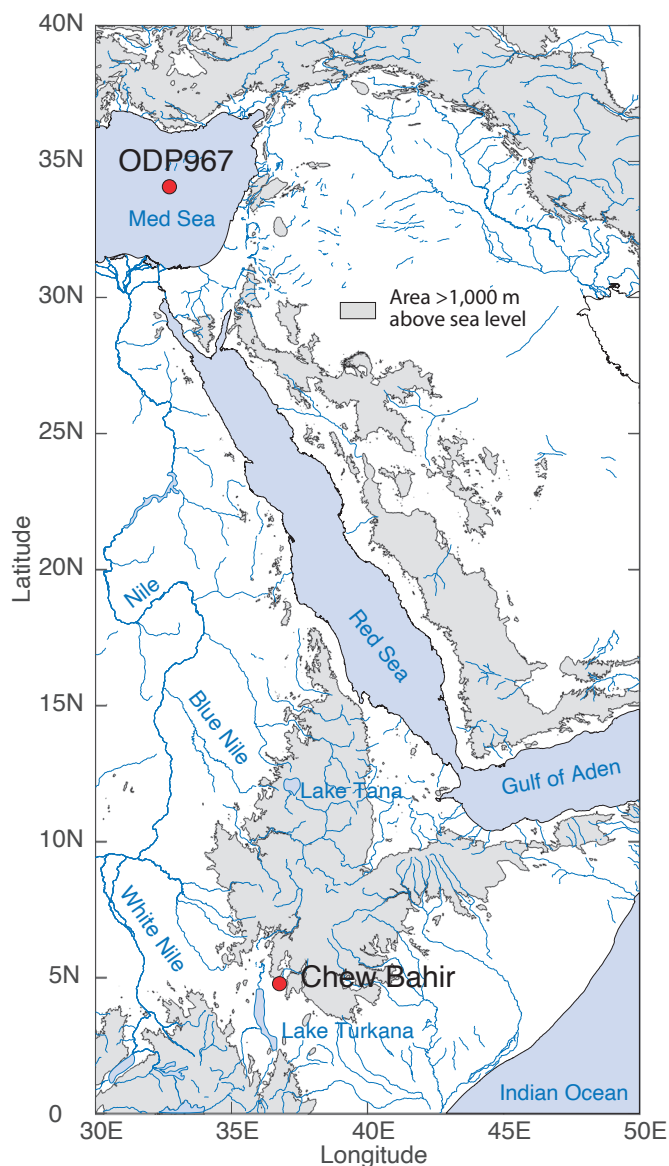 40N
35N
ODP967
Med Sea
30N
Area >1,000 m
above sea level
25N
Latitude
20N
Nile
Red Sea
15N
Blue Nile
Gulf of Aden
Lake Tana
10N
White Nile
5N
Chew Bahir
Lake Turkana
Indian Ocean
0
30E
35E
40E
45E
50E
Longitude